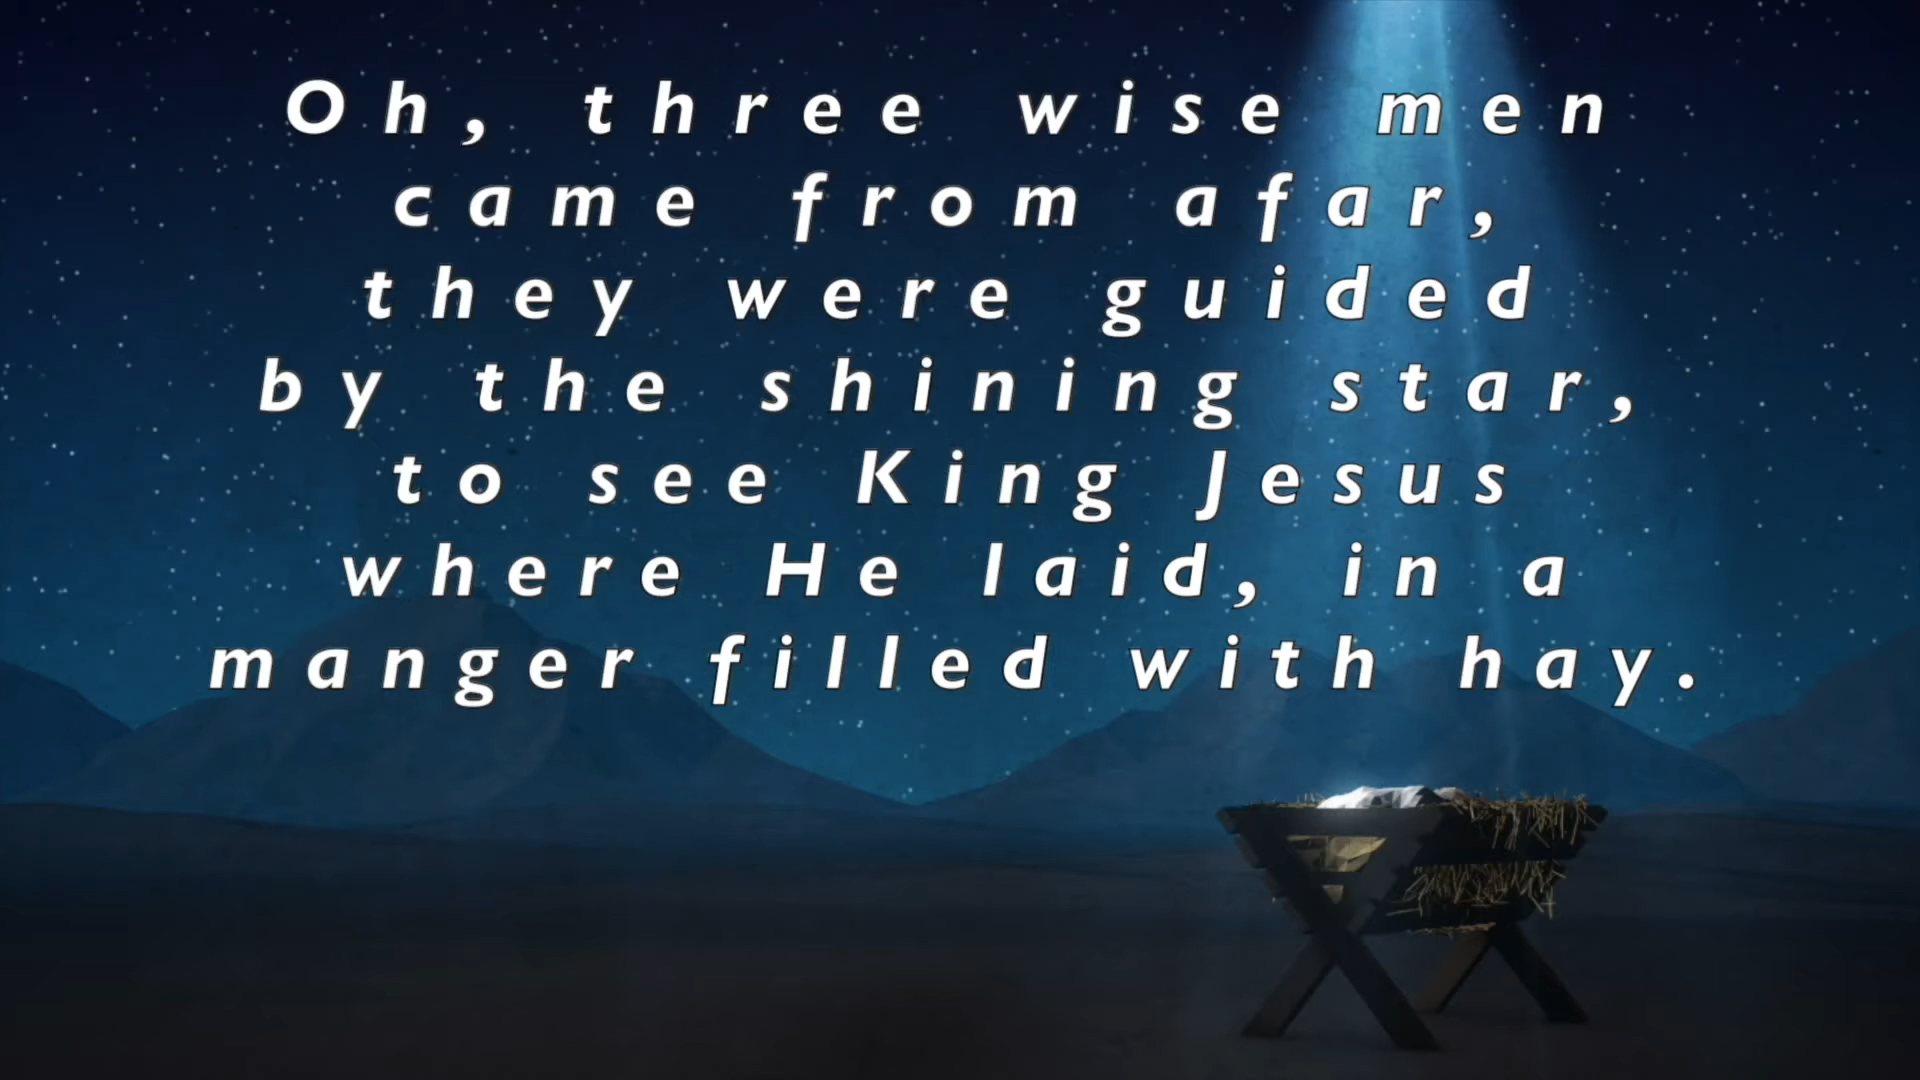 Oh, three wise men
came from afar,
they were guided
by the shining star,
to see King Jesus
where He laid, in a
manger filled with hay.